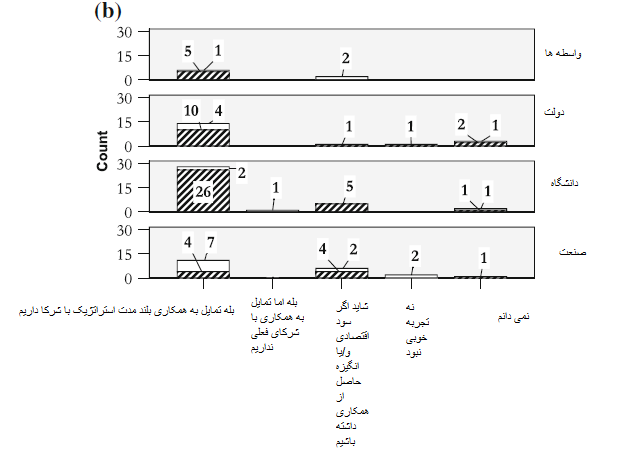 (b)
30
15
0
5 1
2
واسطه ها
30
15
0
10 4
1
1
2 1
دولت
30
15
0
26
2
1
5
1 1
دانشگاه
30
15
0
4 7
4 2
2
1
صنعت
Count
بله تمایل به همکاری بلند مدت استراتژیک با شرکا داریم
بله اما تمایل
به همکاری با
شرکای فعلی
نداریم
شاید اگر
سود
اقتصادی
و/یا
انگیزه
حاصل
از
همکاری
داشته
باشیم
نه
تجربه
خوبی
نبود
نمی دانم